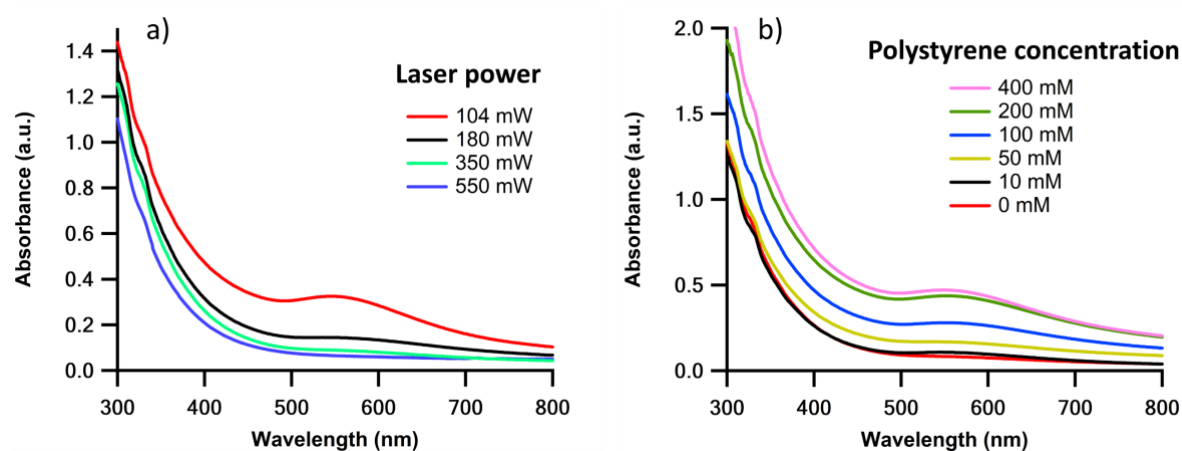 a)
Laser power
104 mW
180 mW
350 mW
550 mW
Absorbance (a.u.)
1.4
1.2
1.0
0.8
0.6
0.4
0.2
0.0
300 400 500 600 700 800
Wavelength (nm)
b)
Polystyrene concentration
400 mM
200 mM
100 mM
50 mM
10 mM
0 mM
Absorbance (a.u.)
2.0
1.5
1.0
0.5
0.0
300 400 500 600 700 800
Wavelength (nm)